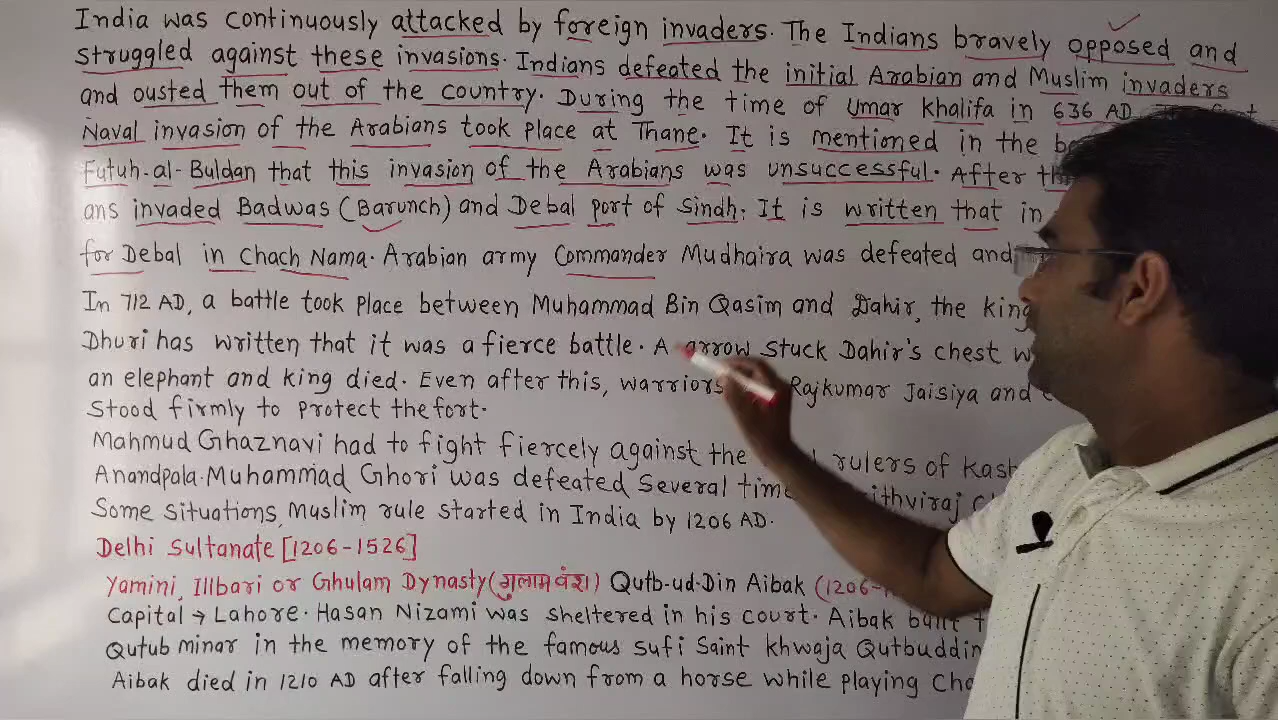 India was continuously attacked by foreign invaders. The Indians bravely opposed and
struggled against these invasions. Indians defeated the initial Arabian and Muslim invaders
and ousted them out of the country. During the time of Umar Khalifa in 636 AD
Naval invasion of the Arabians took place at Thane. It is mentioned in the
Futuh-al-Buldan that this invasion of the Arabians was unsuccessful. After
ans invaded Badwas (Barunch) and Debal port of Sindh. It is written that in
for Debal in Chach Nama. Arabian army Commander Mudhaira was defeated and
In 712 AD, a battle took place between Muhammad Bin Qasim and Dahir, the king
Dhuri has written that it was a fierce battle. A arrow stuck Dahir's chest
an elephant and king died. Even after this, warriors Rajkumar Jaisiya and
stood firmly to protect the fort.
Mahmud Ghaznavi had to fight fiercely against the rulers of
Anandpala. Muhammad Ghori was defeated several
Some situations, Muslim rule started in India by 1206 AD.
Delhi Sultanate [1206-1526]
Yamini, Illbari or Ghulam Dynasty (गुलाम वंश) Qutb-ud-Din Aibak (1206-
Capital → Lahore. Hasan Nizami was sheltered in his court. Aibak built
Qutub minar in the memory of the famous sufi Saint Khwaja Qutbuddin
Aibak died in 1210 AD after falling down from a horse while playing